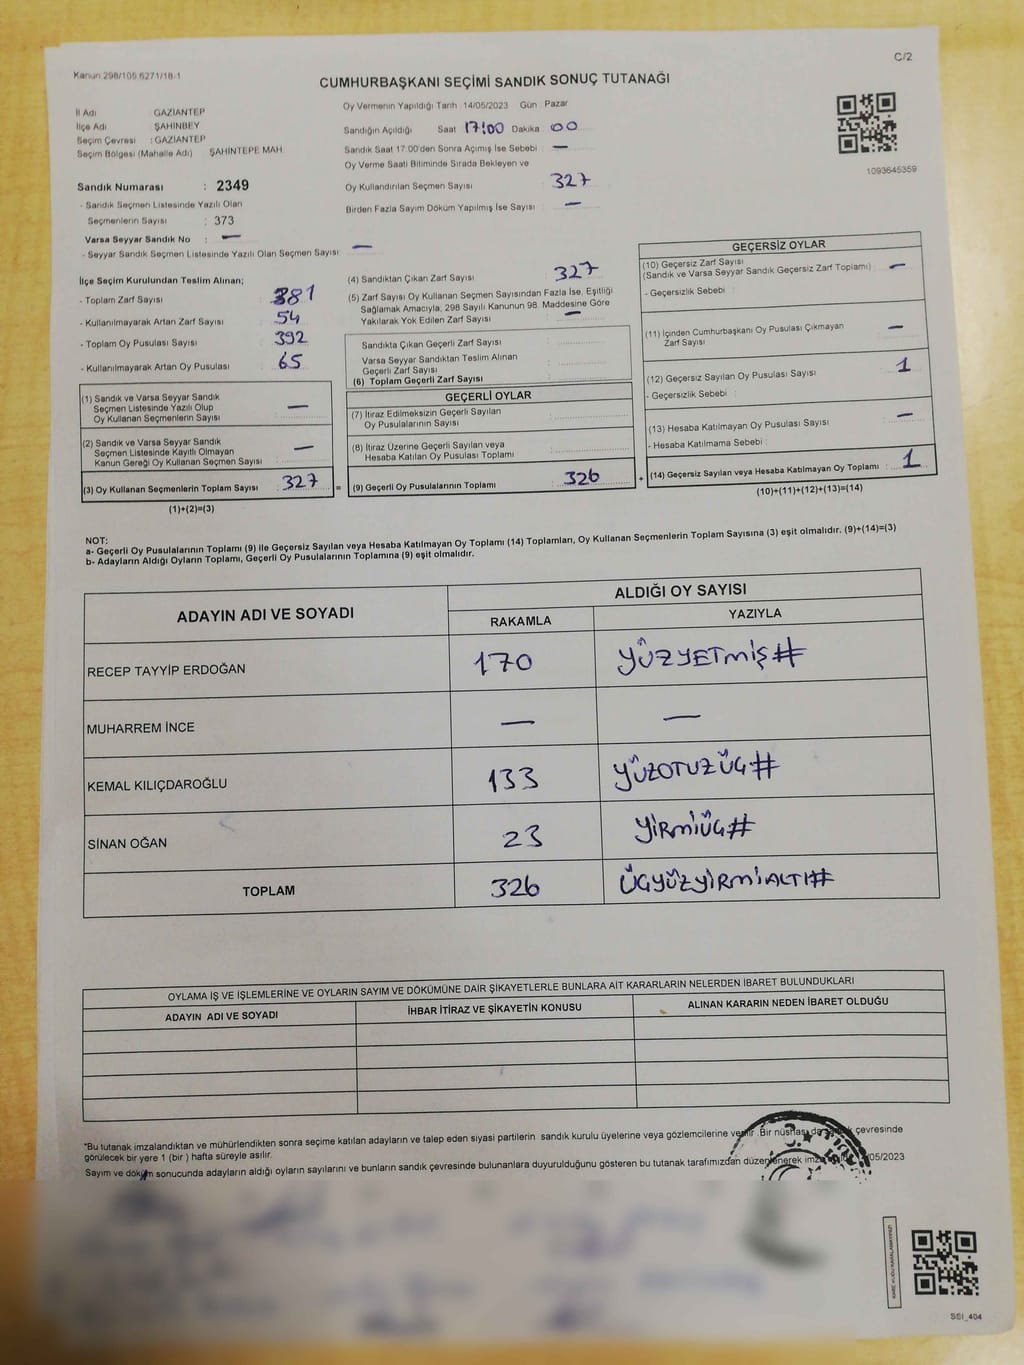 Kanun 298/105 6271/18-1
C/2
CUMHURBAŞKANI SEÇİMİ SANDIK SONUÇ TUTANAĞI
İl Adı GAZİANTEP
İlçe Adı ŞAHİNBEY
Seçim Çevresi : GAZİANTEP
Seçim Bölgesi (Mahalle Adı) ŞAHİNTEPE MAH
Sandık Numarası : 2349
- Sandık Seçmen Listesinde Yazılı Olan
Seçmenlerin Sayısı : 373
Varsa Seyyar Sandık No : —
- Seyyar Sandık Seçmen Listesinde Yazılı Olan Seçmen Sayısı —
Oy Vermenin Yapıldığı Tarih 14/05/2023 Gün Pazar
Sandığın Açıldığı Saat 17:00 Dakika 00
Sandık Saat 17:00'den Sonra Açılmış İse Sebebi : —
Oy Verme Saati Bitiminde Sırada Bekleyen ve
Oy Kullandırılan Seçmen Sayısı : 327
Birden Fazla Sayım Döküm Yapılmış İse Sayısı : —
1093645359
İlçe Seçim Kurulundan Teslim Alınan;
- Toplam Zarf Sayısı : 381
- Kullanılmayarak Artan Zarf Sayısı : 54
- Toplam Oy Pusulası Sayısı : 392
- Kullanılmayarak Artan Oy Pusulası : 65
(1) Sandık ve Varsa Seyyar Sandık
Seçmen Listesinde Yazılı Olup
Oy Kullanan Seçmenlerin Sayısı : —
(2) Sandık ve Varsa Seyyar Sandık
Seçmen Listesinde Kayıtlı Olmayan
Kanun Gereği Oy Kullanan Seçmen Sayısı : —
(3) Oy Kullanan Seçmenlerin Toplam Sayısı : 327
(1)+(2)=(3)
=
(4) Sandıktan Çıkan Zarf Sayısı : 327
(5) Zarf Sayısı Oy Kullanan Seçmen Sayısından Fazla İse, Eşitliği
Sağlamak Amacıyla, 298 Sayılı Kanunun 98. Maddesine Göre
Yakılarak Yok Edilen Zarf Sayısı : —
Sandıkta Çıkan Geçerli Zarf Sayısı :
Varsa Seyyar Sandıktan Teslim Alınan
Geçerli Zarf Sayısı :
(6) Toplam Geçerli Zarf Sayısı :
GEÇERLİ OYLAR
(7) İtiraz Edilmeksizin Geçerli Sayılan
Oy Pusulalarının Sayısı :
(8) İtiraz Üzerine Geçerli Sayılan veya
Hesaba Katılan Oy Pusulası Toplamı :
(9) Geçerli Oy Pusulalarının Toplamı : 326
+
GEÇERSİZ OYLAR
(10) Geçersiz Zarf Sayısı
(Sandık ve Varsa Seyyar Sandık Geçersiz Zarf Toplamı) : —
- Geçersizlik Sebebi :
(11) İçinden Cumhurbaşkanı Oy Pusulası Çıkmayan
Zarf Sayısı : —
(12) Geçersiz Sayılan Oy Pusulası Sayısı : 1
- Geçersizlik Sebebi :
(13) Hesaba Katılmayan Oy Pusulası Sayısı : —
- Hesaba Katılmama Sebebi :
(14) Geçersiz Sayılan veya Hesaba Katılmayan Oy Toplamı : 1
(10)+(11)+(12)+(13)=(14)
NOT:
a- Geçerli Oy Pusulalarının Toplamı (9) ile Geçersiz Sayılan veya Hesaba Katılmayan Oy Toplamı (14) Toplamları, Oy Kullanan Seçmenlerin Toplam Sayısına (3) eşit olmalıdır. (9)+(14)=(3)
b- Adayların Aldığı Oyların Toplamı, Geçerli Oy Pusulalarının Toplamına (9) eşit olmalıdır.
ADAYIN ADI VE SOYADI
ALDIĞI OY SAYISI
RAKAMLA YAZIYLA
RECEP TAYYİP ERDOĞAN 170 YÜZYETMİŞ#
MUHARREM İNCE — —
KEMAL KILIÇDAROĞLU 133 YÜZOTUZÜÇ#
SİNAN OĞAN 23 YİRMİÜÇ#
TOPLAM 326 ÜÇYÜZYİRMİALTI#
OYLAMA İŞ VE İŞLEMLERİNE VE OYLARIN SAYIM VE DÖKÜMÜNE DAİR ŞİKAYETLERLE BUNLARA AİT KARARLARIN NELERDEN İBARET BULUNDUKLARI
ADAYIN ADI VE SOYADI İHBAR İTİRAZ VE ŞİKAYETİN KONUSU ALINAN KARARIN NEDEN İBARET OLDUĞU
*Bu tutanak imzalandıktan ve mühürlendikten sonra seçime katılan adayların ve talep eden siyasi partilerin sandık kurulu üyelerine veya gözlemcilerine verilir. Bir nüshası da sandık çevresinde
görülecek bir yere 1 (bir ) hafta süreyle asılır.
Sayım ve döküm sonucunda adayların aldığı oyların sayılarını ve bunların sandık çevresinde bulunanlara duyurulduğunu gösteren bu tutanak tarafımızdan düzenlenerek /05/2023
SSI_404